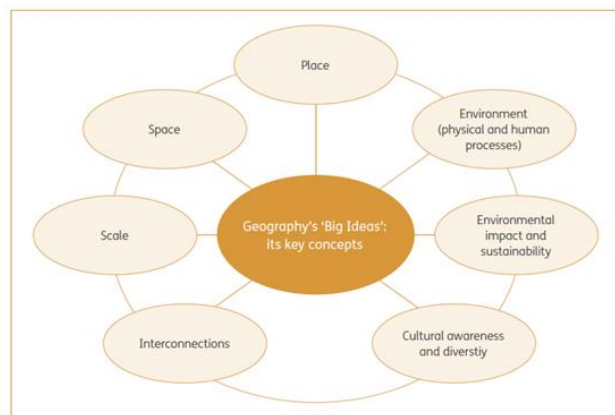 Place
Environment
(physical and human
processes)
Space
Geography's 'Big Ideas':
its key concepts
Scale
Environmental
impact and
sustainability
Interconnections
Cultural awareness
and diverstiy